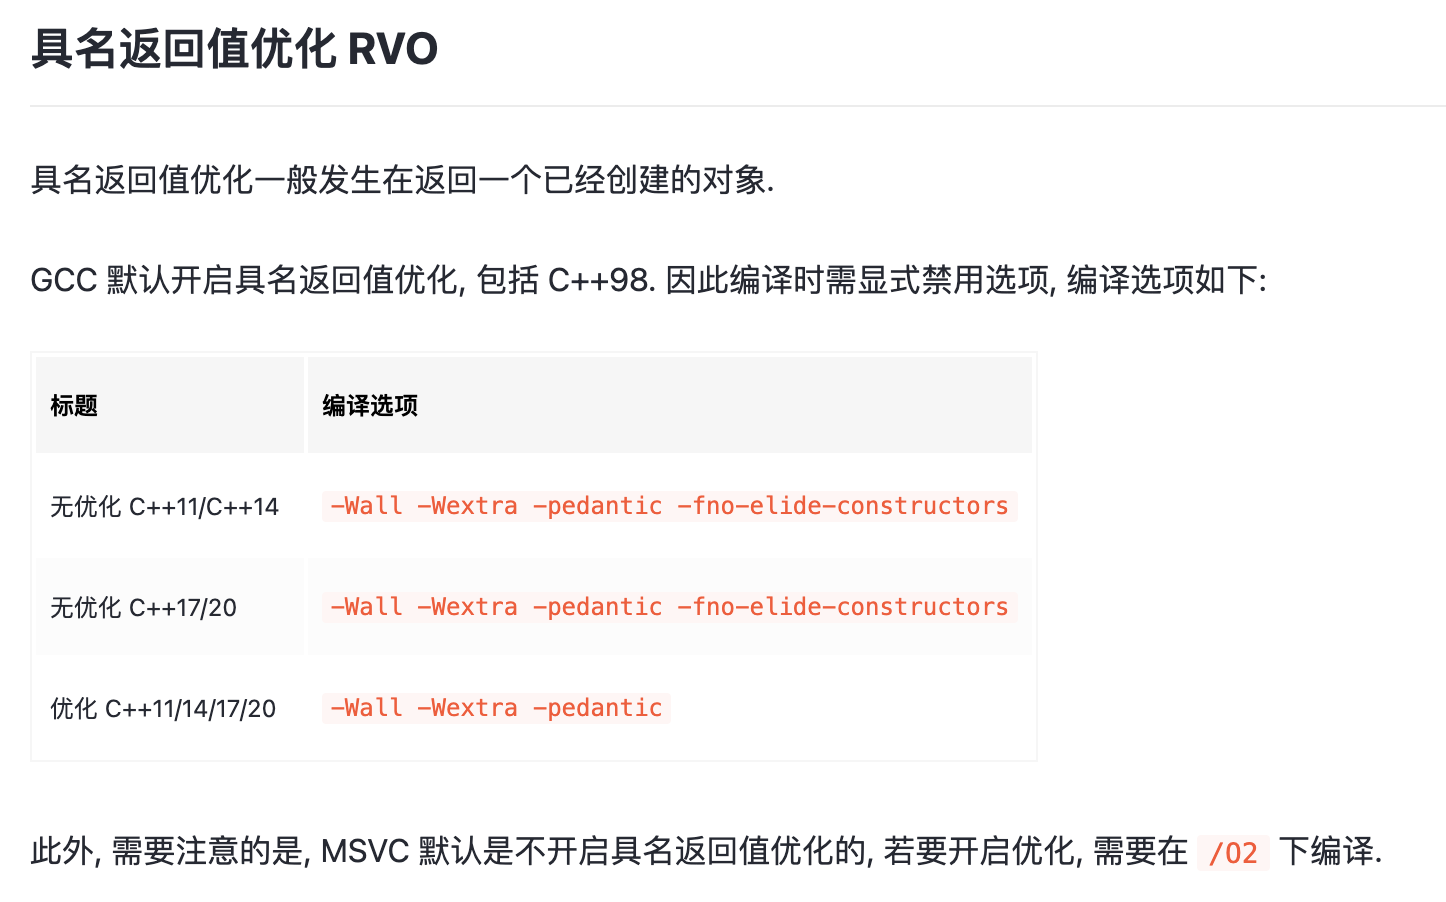 具名返回值优化 RVO
具名返回值优化一般发生在返回一个已经创建的对象.
GCC 默认开启具名返回值优化, 包括 C++98. 因此编译时需显式禁用选项, 编译选项如下:
标题 编译选项
无优化 C++11/C++14 -Wall -Wextra -pedantic -fno-elide-constructors
无优化 C++17/20 -Wall -Wextra -pedantic -fno-elide-constructors
优化 C++11/14/17/20 -Wall -Wextra -pedantic
此外, 需要注意的是, MSVC 默认是不开启具名返回值优化的, 若要开启优化, 需要在 /O2 下编译.